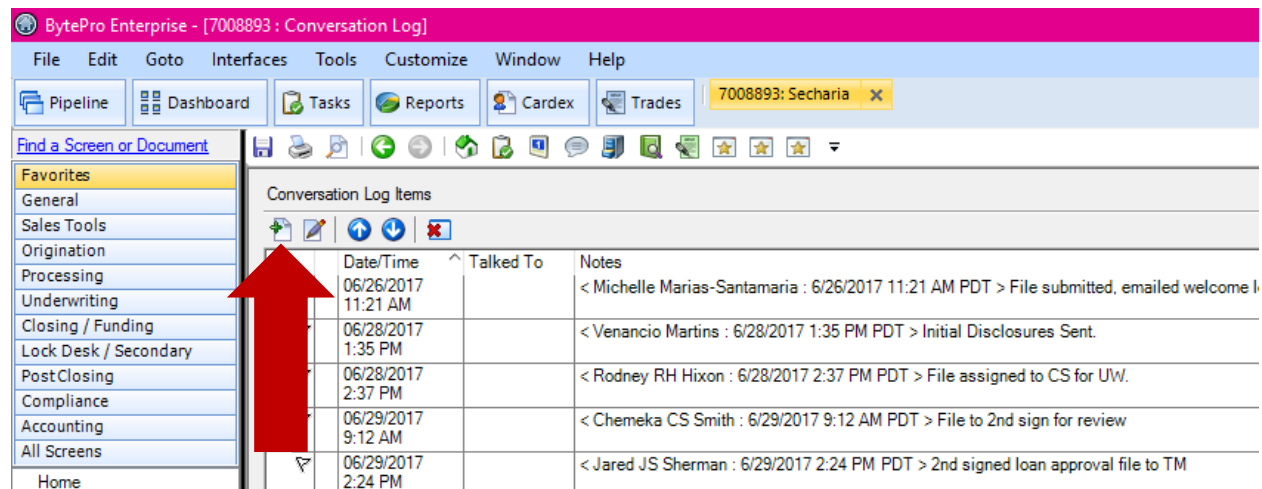 BytePro Enterprise - [7008893 : Conversation Log]
File Edit Goto Interfaces Tools Customize Window Help
Pipeline Dashboard Tasks Reports Cardex Trades 7008893: Secharia
Find a Screen or Document
Favorites
General
Sales Tools
Origination
Processing
Underwriting
Closing / Funding
Lock Desk / Secondary
PostClosing
Compliance
Accounting
All Screens
Home
Conversation Log Items
Date/Time Talked To Notes
06/26/2017 < Michelle Marias-Santamaria : 6/26/2017 11:21 AM PDT > File submitted, emailed welcome
11:21 AM
06/28/2017 < Venancio Martins : 6/28/2017 1:35 PM PDT > Initial Disclosures Sent.
1:35 PM
06/28/2017 < Rodney RH Hixon : 6/28/2017 2:37 PM PDT > File assigned to CS for UW.
2:37 PM
06/29/2017 < Chemeka CS Smith : 6/29/2017 9:12 AM PDT > File to 2nd sign for review
9:12 AM
06/29/2017 < Jared JS Sherman : 6/29/2017 2:24 PM PDT > 2nd signed loan approval file to TM
2:24 PM